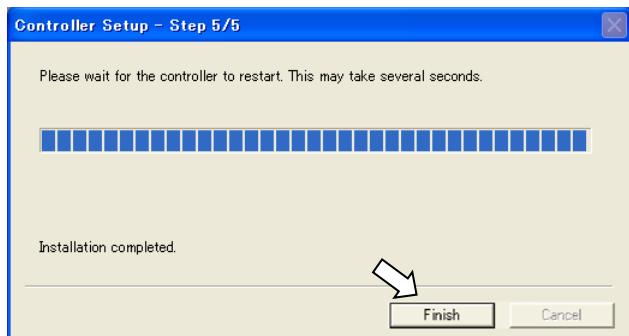 Controller Setup - Step 5/5
Please wait for the controller to restart. This may take several seconds.
Installation completed.
Finish
Cancel